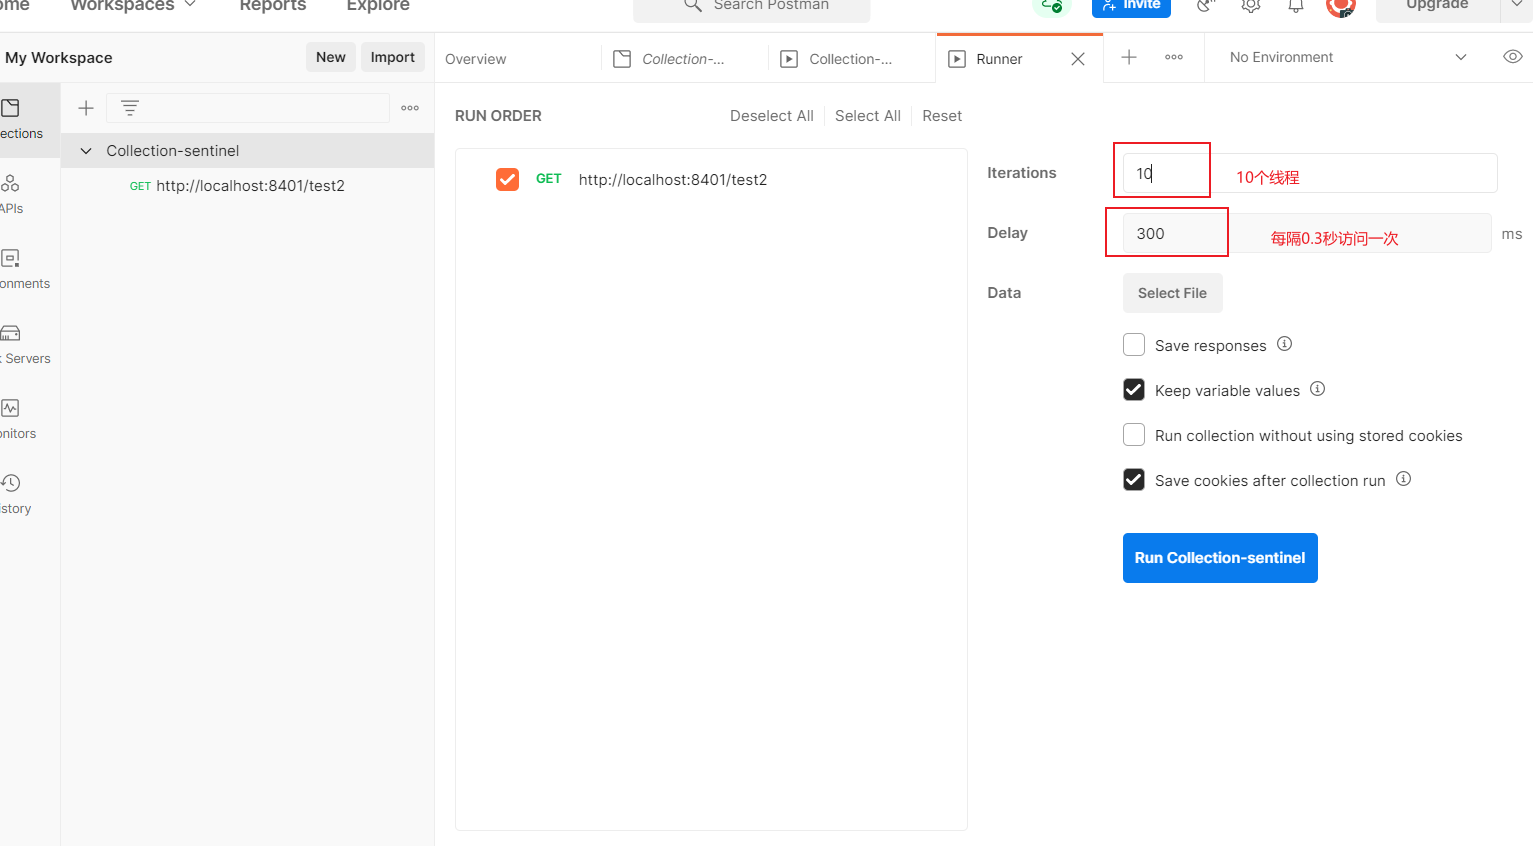 ome Workspaces Reports Explore Search Postman Invite Upgrade
My Workspace New Import Overview Collection-... Collection-... Runner No Environment
ections
APIs
onments
Servers
onitors
istory
Collection-sentinel
GET http://localhost:8401/test2
RUN ORDER Deselect All Select All Reset
GET http://localhost:8401/test2
Iterations 10 10个线程
Delay 300 每隔0.3秒访问一次 ms
Data Select File
Save responses
Keep variable values
Run collection without using stored cookies
Save cookies after collection run
Run Collection-sentinel